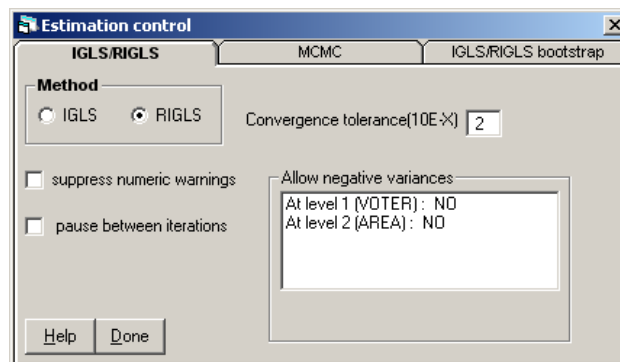 Estimation control
IGLS/RIGLS
MCMC
IGLS/RIGLS bootstrap
Method
IGLS
RIGLS
Convergence tolerance(10E-X) 2
suppress numeric warnings
pause between iterations
Allow negative variances
At level 1 (VOTER) : NO
At level 2 (AREA) : NO
Help
Done